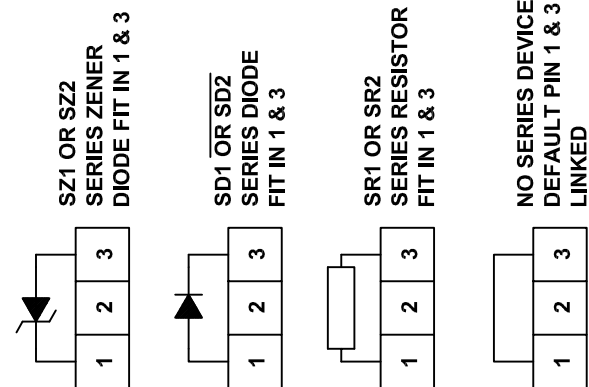 SZ1 OR SZ2
SERIES ZENER
DIODE FIT IN 1 & 3
3
2
1
SD1 OR SD2
SERIES DIODE
FIT IN 1 & 3
3
2
1
SR1 OR SR2
SERIES RESISTOR
FIT IN 1 & 3
3
2
1
NO SERIES DEVICE
DEFAULT PIN 1 & 3
LINKED
3
2
1